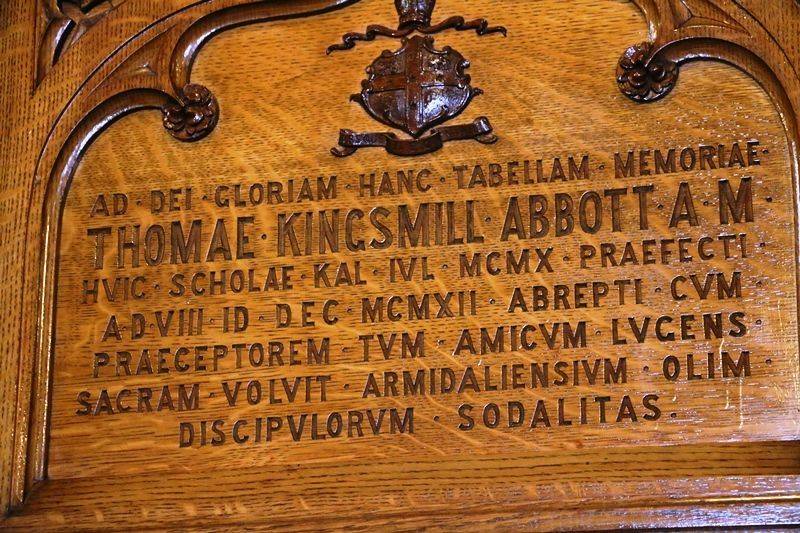 AD · DEI · GLORIAM · HANC · TABELLAM · MEMORIAE ·
THOMAE · KINGSMILL · ABBOTT · A · M ·
HVIC · SCHOLAE · KAL · IVL · MCMX · PRAEFECTI ·
A · D · VIII · ID · DEC · MCMXII · ABREPTI · CVM ·
PRAECEPTOREM · TVM · AMICVM · LVGENS ·
SACRAM · VOLVIT · ARMIDALIENSIVM · OLIM ·
DISCIPVLORVM · SODALITAS.